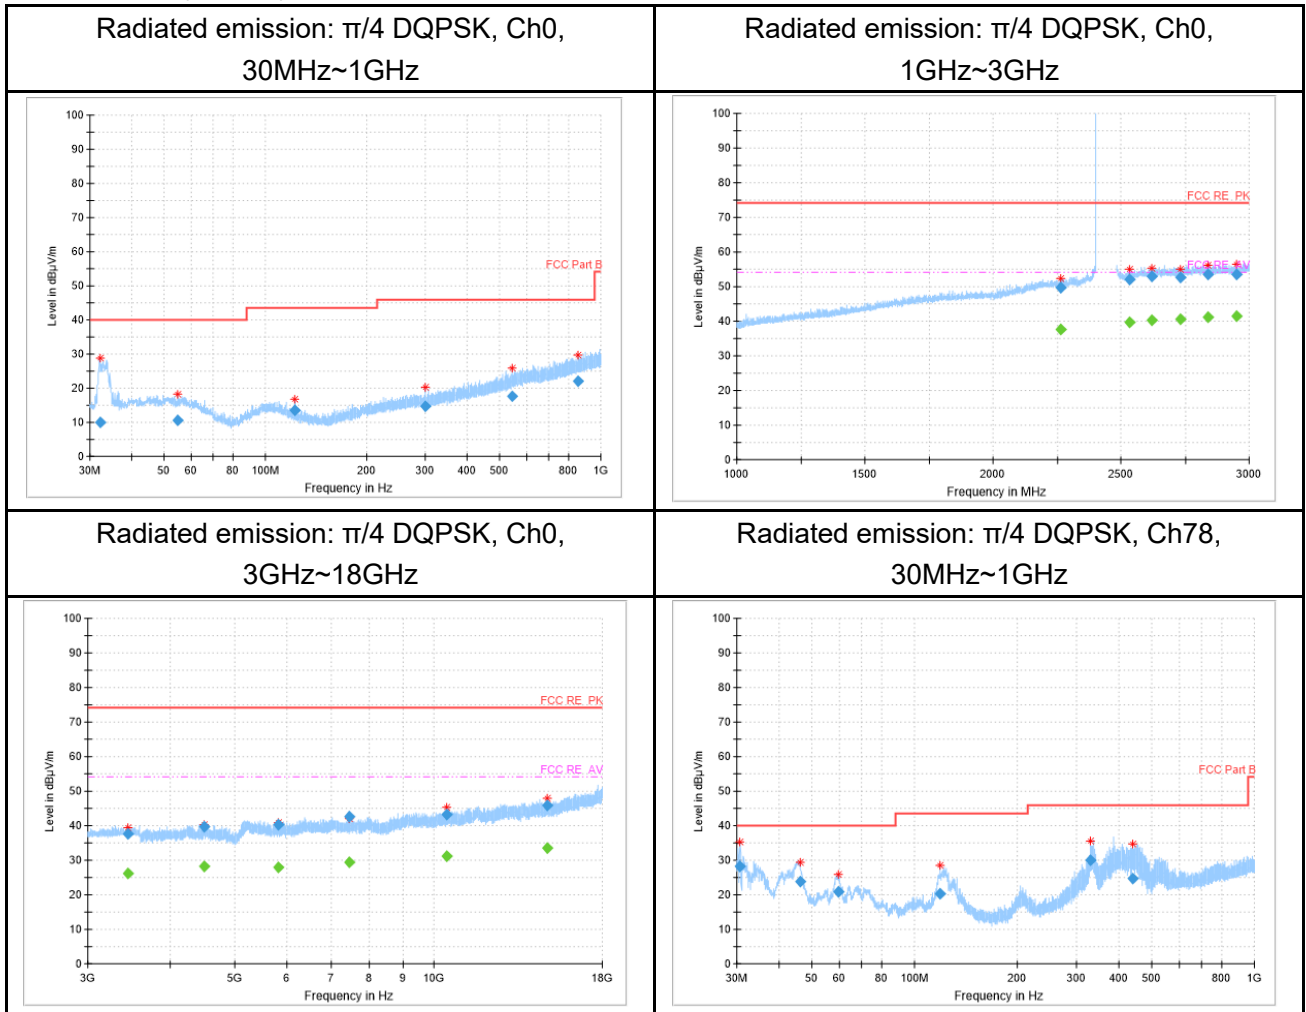 Radiated emission: π/4 DQPSK, Ch0,
30MHz~1GHz
Radiated emission: π/4 DQPSK, Ch0,
1GHz~3GHz
100
90
80
70
60
50
40
30
20
10
0
Level in dBµV/m
FCC Part B
30M 50 60 80 100M 200 300 400 500 800 1G
Frequency in Hz
100
90
80
70
60
50
40
30
20
10
0
Level in dBµV/m
FCC RE_PK
FCC RE_AV
1000 1500 2000 2500 3000
Frequency in MHz
Radiated emission: π/4 DQPSK, Ch0,
3GHz~18GHz
Radiated emission: π/4 DQPSK, Ch78,
30MHz~1GHz
100
90
80
70
60
50
40
30
20
10
0
Level in dBµV/m
FCC RE_PK
FCC RE_AV
3G 5G 6 7 8 9 10G 18G
Frequency in Hz
100
90
80
70
60
50
40
30
20
10
0
Level in dBµV/m
FCC Part B
30M 50 60 80 100M 200 300 400 500 800 1G
Frequency in Hz